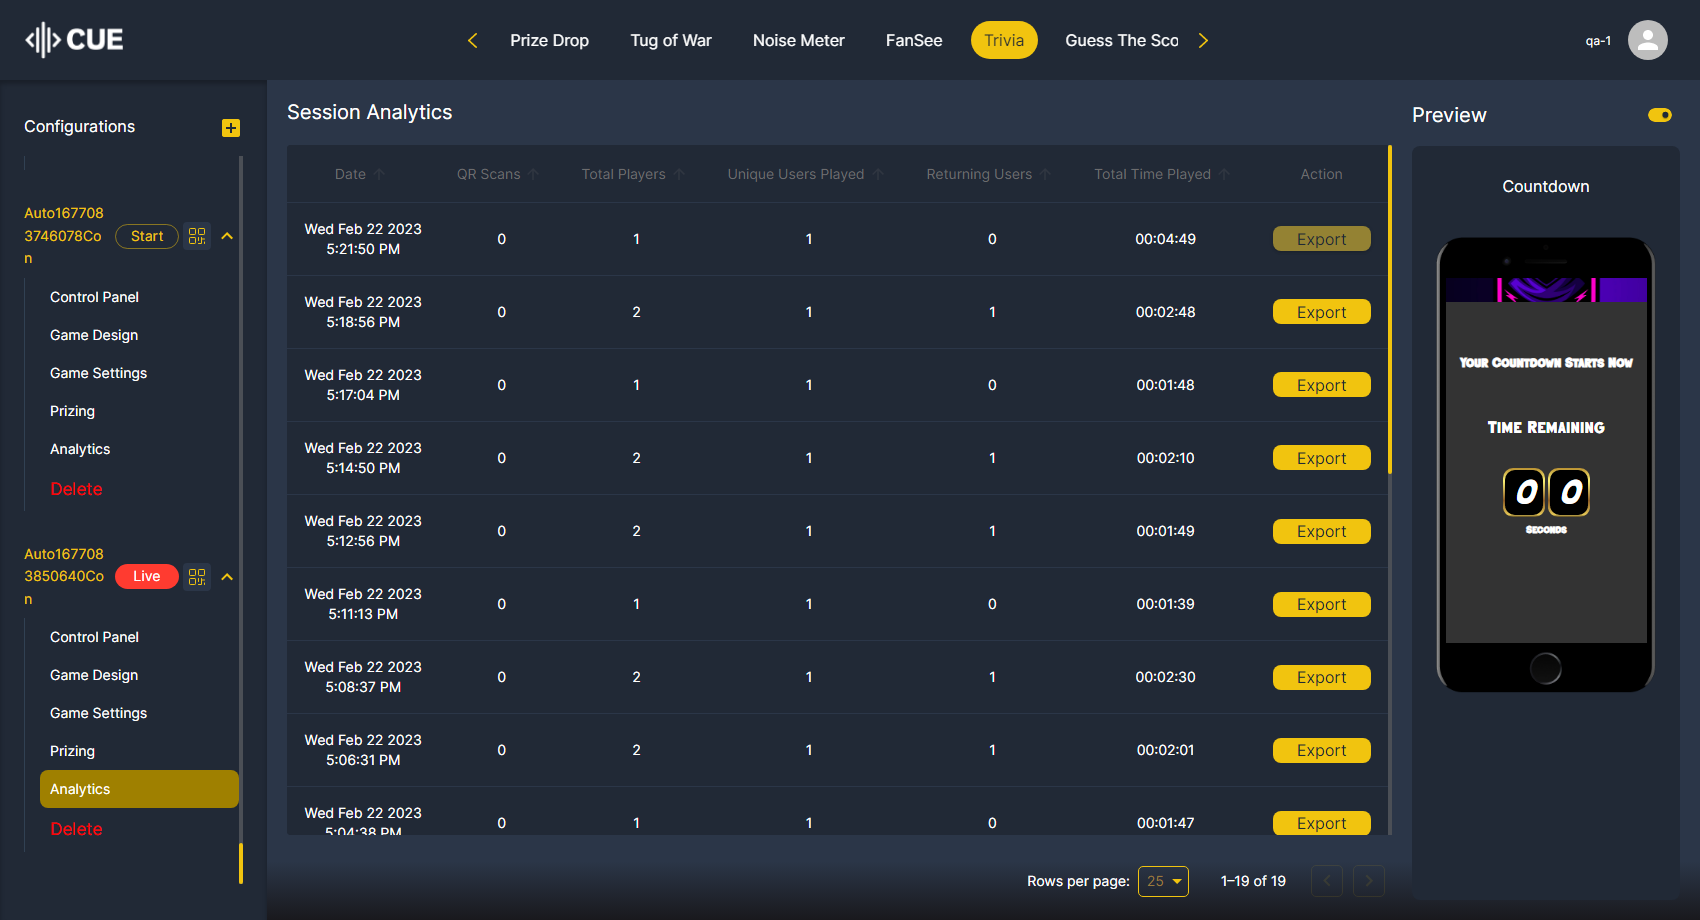 CUE
Prize Drop
Tug of War
Noise Meter
FanSee
Trivia
Guess The Sco
qa-1
Configurations
Auto167708
3746078Co
n
Start
Control Panel
Game Design
Game Settings
Prizing
Analytics
Delete
Auto167708
3850640Co
n
Live
Control Panel
Game Design
Game Settings
Prizing
Analytics
Delete
Session Analytics
Date QR Scans Total Players Unique Users Played Returning Users Total Time Played Action
Wed Feb 22 2023
5:21:50 PM
0 1 1 0 00:04:49 Export
Wed Feb 22 2023
5:18:56 PM
0 2 1 1 00:02:48 Export
Wed Feb 22 2023
5:17:04 PM
0 1 1 0 00:01:48 Export
Wed Feb 22 2023
5:14:50 PM
0 2 1 1 00:02:10 Export
Wed Feb 22 2023
5:12:56 PM
0 2 1 1 00:01:49 Export
Wed Feb 22 2023
5:11:13 PM
0 1 1 0 00:01:39 Export
Wed Feb 22 2023
5:08:37 PM
0 2 1 1 00:02:30 Export
Wed Feb 22 2023
5:06:31 PM
0 2 1 1 00:02:01 Export
Wed Feb 22 2023
5:04:38 PM
0 1 1 0 00:01:47 Export
Rows per page: 25 1–19 of 19
Preview
Countdown
Your Countdown Starts Now
Time Remaining
0 0
Seconds